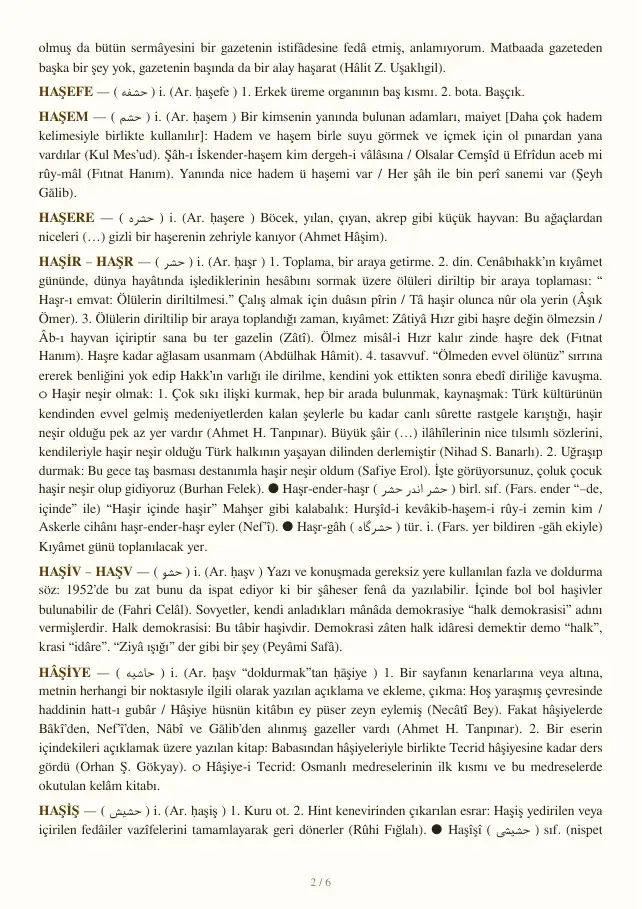 olmuş da bütün sermâyesini bir gazetenin istifâdesine fedâ etmiş, anlamıyorum. Matbaada gazeteden
başka bir şey yok, gazetenin başında da bir alay haşarat (Hâlit Z. Uşaklıgil).
HAŞEFE — ( حشفه ) i. (Ar. ḥaşefe ) 1. Erkek üreme organının baş kısmı. 2. bota. Başçık.
HAŞEM — ( حشم ) i. (Ar. ḥaşem ) Bir kimsenin yanında bulunan adamları, maiyet [Daha çok hadem
kelimesiyle birlikte kullanılır]: Hadem ve haşem birle suyu görmek ve içmek için ol pınardan yana
vardılar (Kul Mes’ud). Şâh-ı İskender-haşem kim dergeh-i vâlâsına / Olsalar Cemşîd ü Efrîdun aceb mi
rûy-mâl (Fıtnat Hanım). Yanında nice hadem ü haşemi var / Her şâh ile bin perî sanemi var (Şeyh
Gālib).
HAŞERE — ( حشره ) i. (Ar. ḥaşere ) Böcek, yılan, çıyan, akrep gibi küçük hayvan: Bu ağaçlardan
niceleri (…) gizli bir haşerenin zehriyle kanıyor (Ahmet Hâşim).
HAŞİR – HAŞR — ( حشر ) i. (Ar. ḥaşr ) 1. Toplama, bir araya getirme. 2. din. Cenâbıhakk’ın kıyâmet
gününde, dünya hayâtında işlediklerinin hesâbını sormak üzere ölüleri diriltip bir araya toplaması: “
Haşr-ı emvat: Ölülerin diriltilmesi.” Çalış almak için duâsın pîrin / Tâ haşir olunca nûr ola yerin (Âşık
Ömer). 3. Ölülerin diriltilip bir araya toplandığı zaman, kıyâmet: Zâtiyâ Hızr gibi haşre değin ölmezsin /
Âb-ı hayvan içiriptir sana bu ter gazelin (Zâtî). Ölmez misâl-i Hızr kalır zinde haşre dek (Fıtnat
Hanım). Haşre kadar ağlasam usanmam (Abdülhak Hâmit). 4. tasavvuf. “Ölmeden evvel ölünüz” sırrına
ererek benliğini yok edip Hakk’ın varlığı ile dirilme, kendini yok ettikten sonra ebedî diriliğe kavuşma.
ѻ Haşir neşir olmak: 1. Çok sıkı ilişki kurmak, hep bir arada bulunmak, kaynaşmak: Türk kültürünün
kendinden evvel gelmiş medeniyetlerden kalan şeylerle bu kadar canlı sûrette rastgele karıştığı, haşir
neşir olduğu pek az yer vardır (Ahmet H. Tanpınar). Büyük şâir (…) ilâhîlerinin nice tılsımlı sözlerini,
kendileriyle haşir neşir olduğu Türk halkının yaşayan dilinden derlemiştir (Nihad S. Banarlı). 2. Uğraşıp
durmak: Bu gece taş basması destanımla haşir neşir oldum (Safiye Erol). İşte görüyorsunuz, çoluk çocuk
haşir neşir olup gidiyoruz (Burhan Felek). ● Haşr-ender-haşr ( حشر اندر حشر ) birl. sıf. (Fars. ender “–de,
içinde” ile) “Haşir içinde haşir” Mahşer gibi kalabalık: Hurşîd-i kevâkib-haşem-i rûy-i zemin kim /
Askerle cihânı haşr-ender-haşr eyler (Nef’î). ● Haşr-gâh ( حشرگاه ) tür. i. (Fars. yer bildiren -gāh ekiyle)
Kıyâmet günü toplanılacak yer.
HAŞİV – HAŞV — ( حشو ) i. (Ar. ḥaşv ) Yazı ve konuşmada gereksiz yere kullanılan fazla ve doldurma
söz: 1952’de bu zat bunu da ispat ediyor ki bir şâheser fenâ da yazılabilir. İçinde bol bol haşivler
bulunabilir de (Fahri Celâl). Sovyetler, kendi anladıkları mânâda demokrasiye “halk demokrasisi” adını
vermişlerdir. Halk demokrasisi: Bu tâbir haşivdir. Demokrasi zâten halk idâresi demektir demo “halk”,
krasi “idâre”. “Ziyâ ışığı” der gibi bir şey (Peyâmi Safâ).
HÂŞİYE — ( حاشيه ) i. (Ar. ḥaşv “doldurmak”tan ḥāşiye ) 1. Bir sayfanın kenarlarına veya altına,
metnin herhangi bir noktasıyle ilgili olarak yazılan açıklama ve ekleme, çıkma: Hoş yaraşmış çevresinde
haddinin hatt-ı gubâr / Hâşiye hüsnün kitâbın ey püser zeyn eylemiş (Necâtî Bey). Fakat hâşiyelerde
Bâkî’den, Nef’î’den, Nâbî ve Gālib’den alınmış gazeller vardı (Ahmet H. Tanpınar). 2. Bir eserin
içindekileri açıklamak üzere yazılan kitap: Babasından hâşiyeleriyle birlikte Tecrid hâşiyesine kadar ders
gördü (Orhan Ş. Gökyay). ѻ Hâşiye-i Tecrid: Osmanlı medreselerinin ilk kısmı ve bu medreselerde
okutulan kelâm kitabı.
HAŞİŞ — ( حشيش ) i. (Ar. ḥaşiş ) 1. Kuru ot. 2. Hint kenevirinden çıkarılan esrar: Haşiş yedirilen veya
içirilen fedâiler vazîfelerini tamamlayarak geri dönerler (Rûhi Fığlalı). ● Haşîşî ( حشيشى ) sıf. (nispet
2 / 6